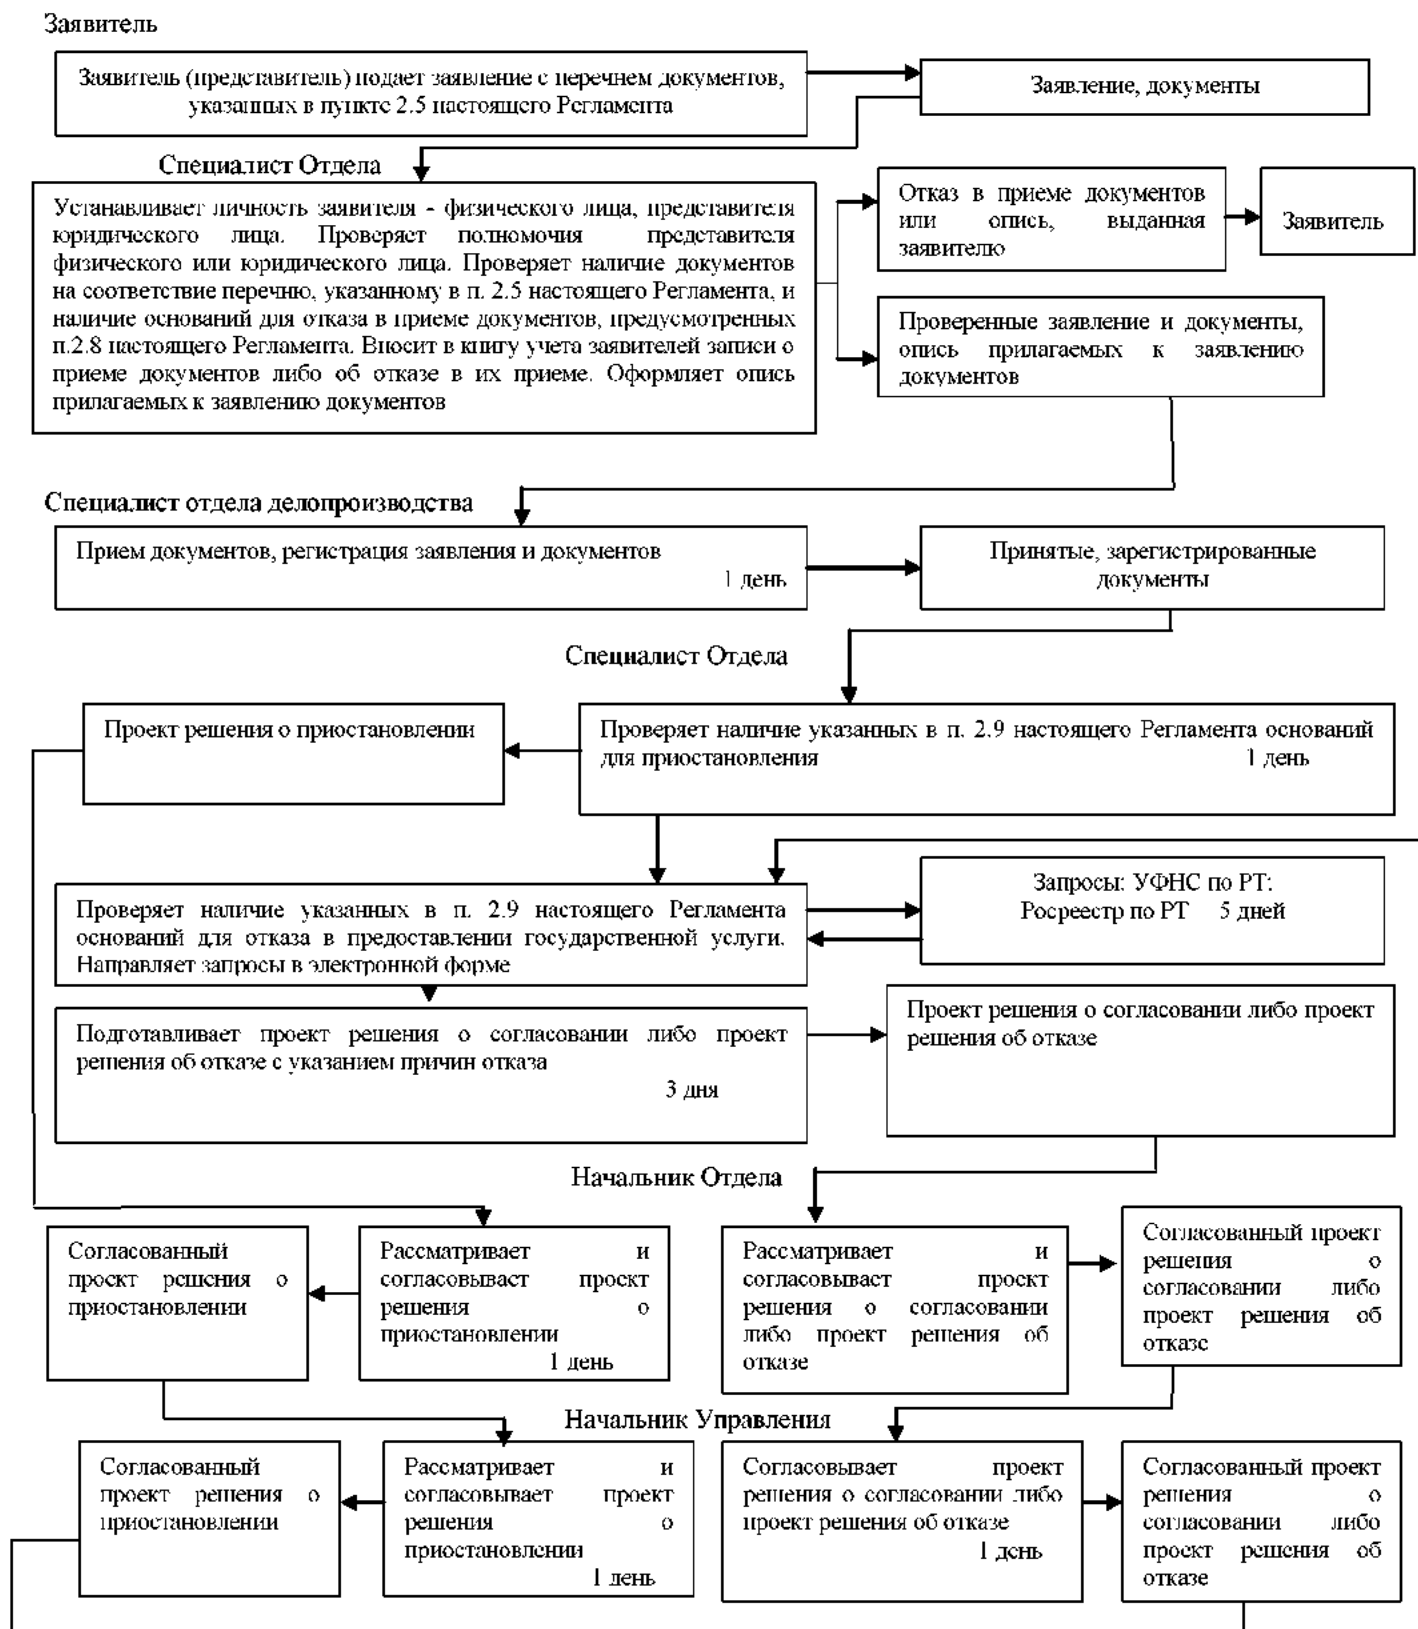 Заявитель
Заявитель (представитель) подает заявление с перечнем документов,
указанных в пункте 2.5 настоящего Регламента
Заявление, документы
Специалист Отдела
Устанавливает личность заявителя - физического лица, представителя
юридического лица. Проверяет полномочия представителя
физического или юридического лица. Проверяет наличие документов
на соответствие перечню, указанному в п. 2.5 настоящего Регламента, и
наличие оснований для отказа в приеме документов, предусмотренных
п.2.8 настоящего Регламента. Вносит в книгу учета заявителей записи о
приеме документов либо об отказе в их приеме. Оформляет опись
прилагаемых к заявлению документов
Отказ в приеме документов
или опись, выданная
заявителю
Заявитель
Проверенные заявление и документы,
опись прилагаемых к заявлению
документов
Специалист отдела делопроизводства
Прием документов, регистрация заявления и документов
1 день
Принятые, зарегистрированные
документы
Специалист Отдела
Проект решения о приостановлении
Проверяет наличие указанных в п. 2.9 настоящего Регламента оснований
для приостановления 1 день
Проверяет наличие указанных в п. 2.9 настоящего Регламента
оснований для отказа в предоставлении государственной услуги.
Направляет запросы в электронной форме
Запросы: УФНС по РТ:
Росреестр по РТ 5 дней
Подготавливает проект решения о согласовании либо проект
решения об отказе с указанием причин отказа
3 дня
Проект решения о согласовании либо проект
решения об отказе
Начальник Отдела
Согласованный
проект решения о
приостановлении
Рассматривает и
согласовывает проект
решения о
приостановлении
1 день
Рассматривает и
согласовывает проект
решения о согласовании
либо проект решения об
отказе
Согласованный проект
решения о
согласовании либо
проект решения об
отказе
Начальник Управления
Согласованный
проект решения о
приостановлении
Рассматривает и
согласовывает проект
решения о
приостановлении
1 день
Согласовывает проект
решения о согласовании либо
проект решения об отказе
1 день
Согласованный проект
решения о
согласовании либо
проект решения об
отказе